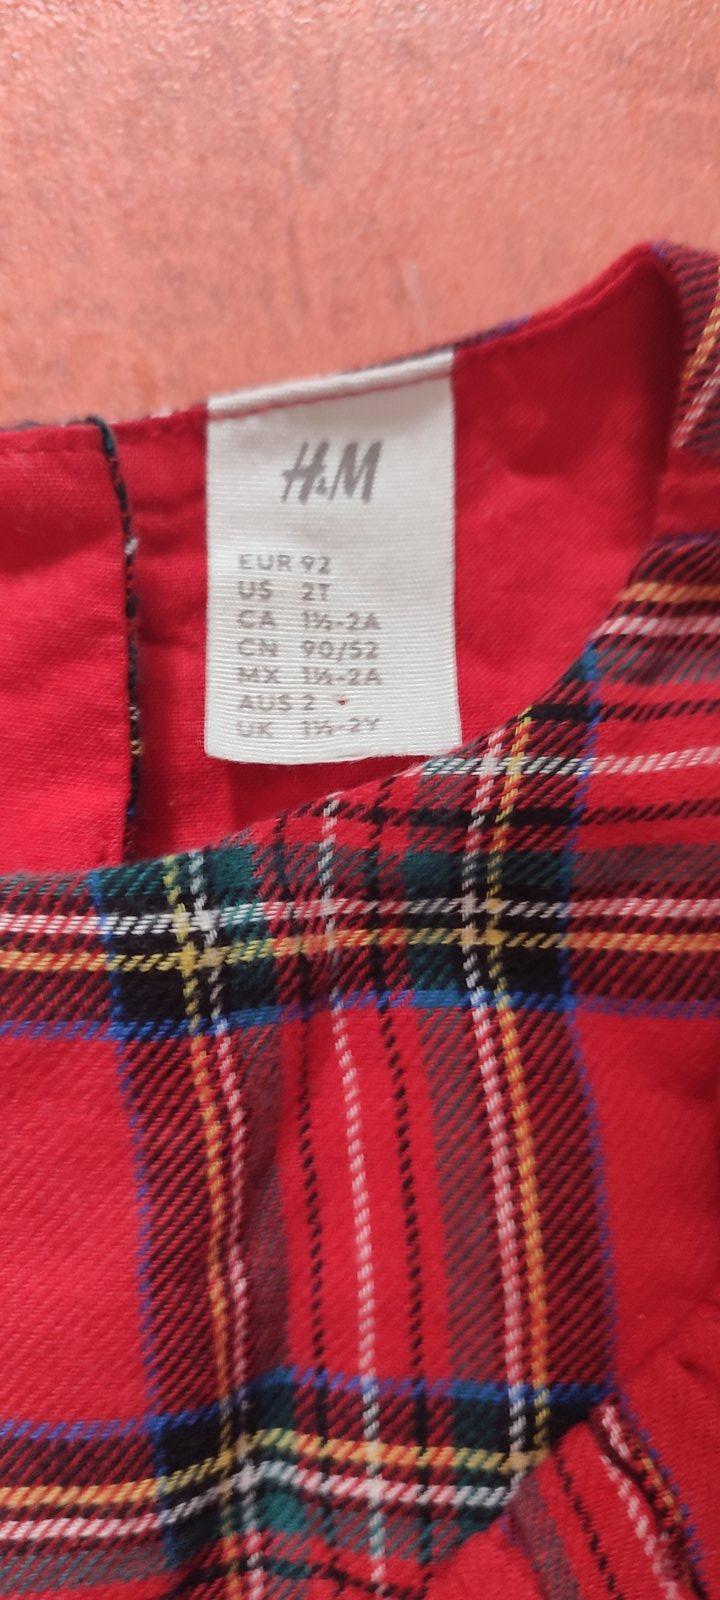 H&M
EUR 92
US 2T
CA 1½-2A
CN 90/52
MX 1½-2A
AUS 2
UK 1½-2Y